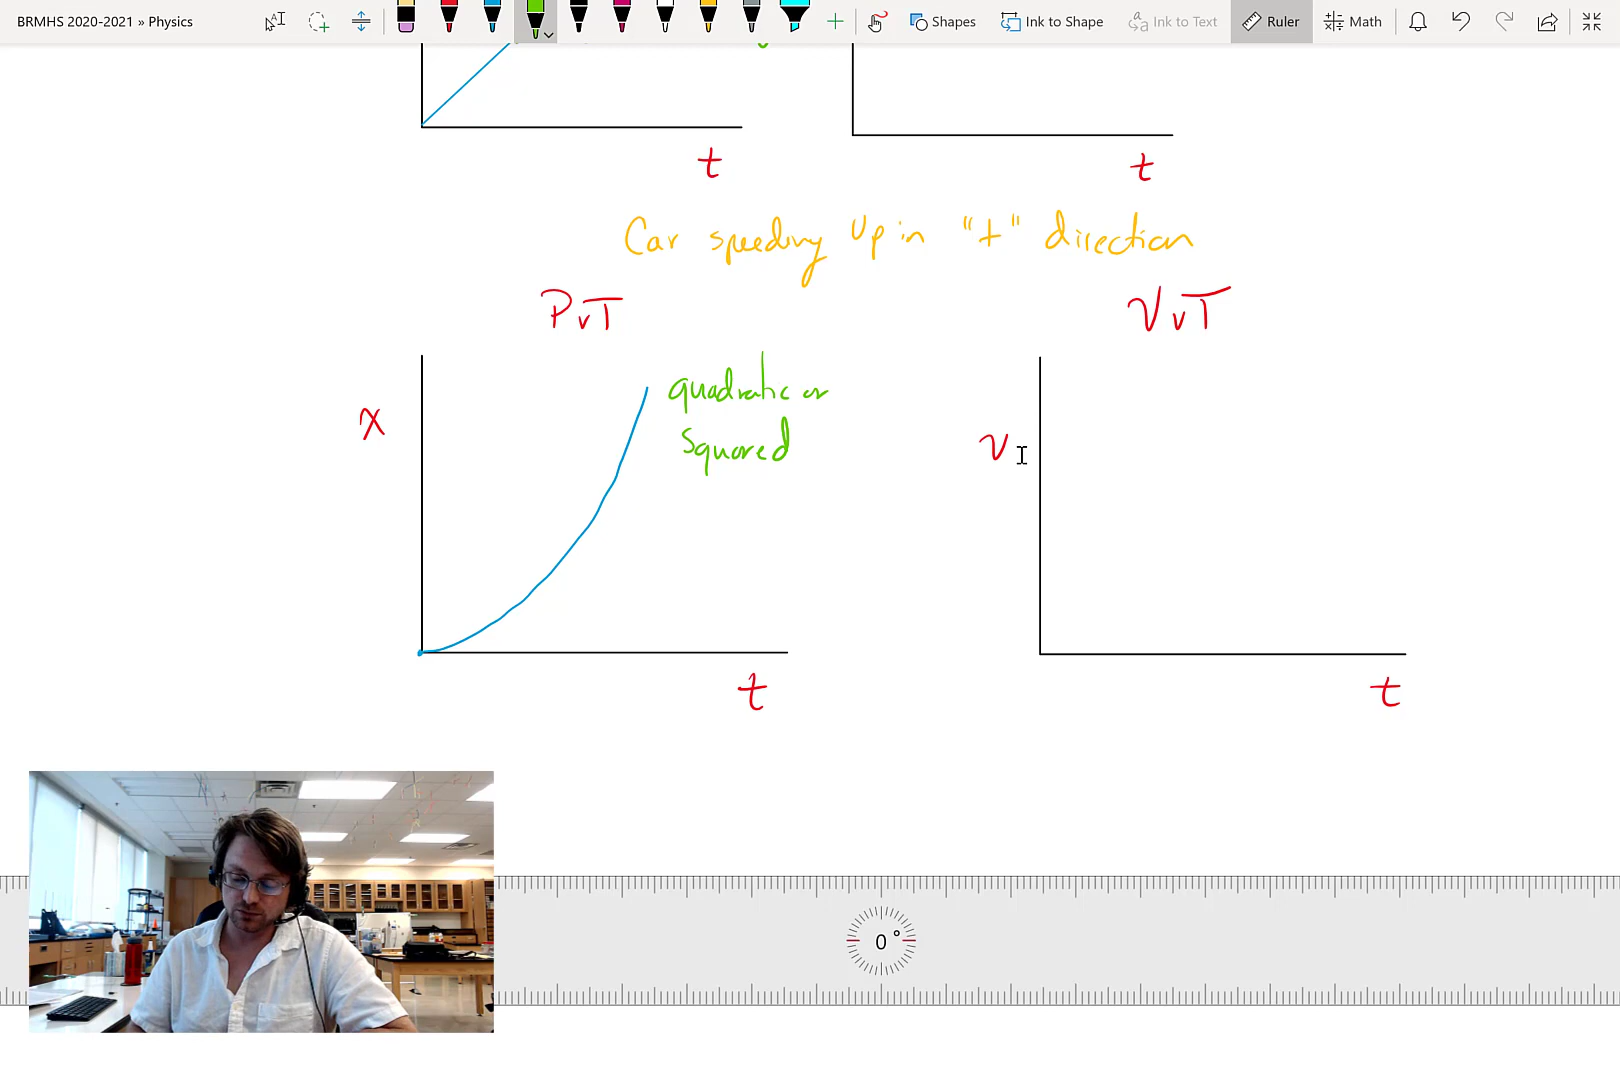 BRMHS 2020-2021 » Physics
Shapes
Ink to Shape
Ink to Text
Ruler
Math
t
t
Car speeding Up in "+" direction
PvT
VvT
x
quadratic or
Squared
v
t
t
0°